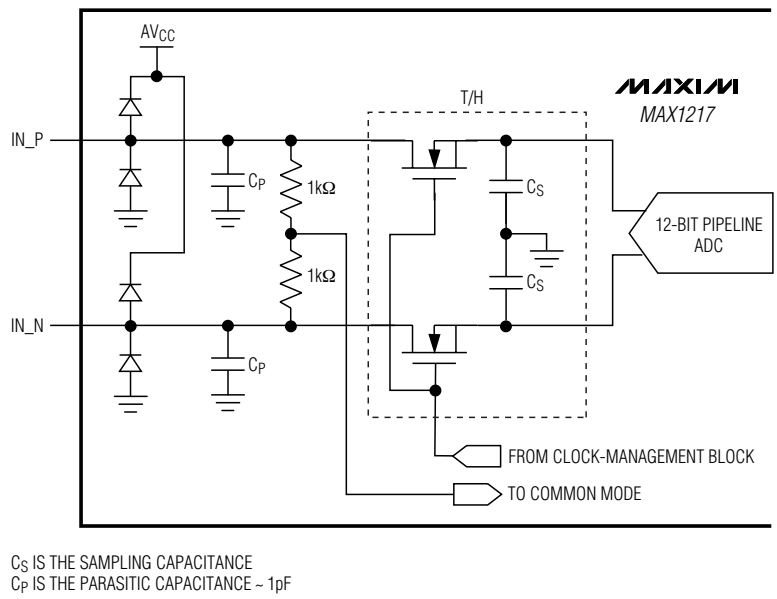 AVCC
T/H
MAXIM
MAX1217
IN_P
CP
1kΩ
CS
12-BIT PIPELINE
ADC
1kΩ
CS
IN_N
CP
FROM CLOCK-MANAGEMENT BLOCK
TO COMMON MODE
CS IS THE SAMPLING CAPACITANCE
CP IS THE PARASITIC CAPACITANCE ~ 1pF